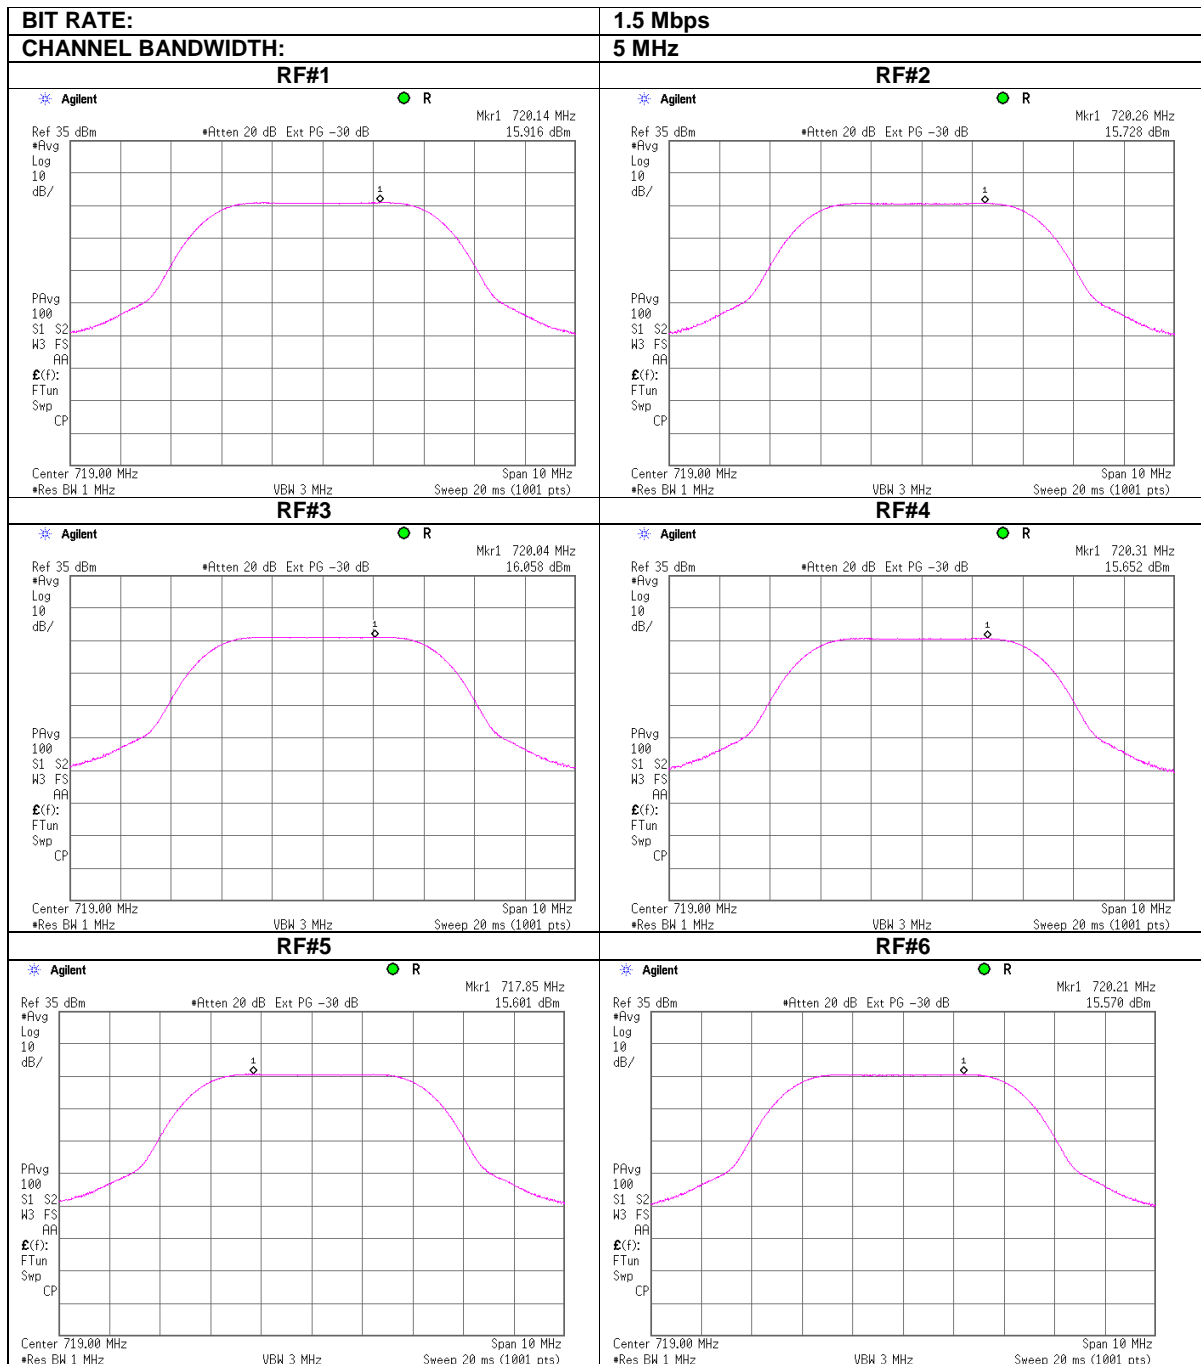 BIT RATE: 1.5 Mbps
CHANNEL BANDWIDTH: 5 MHz
RF#1 RF#2
Agilent R
Mkr1 720.14 MHz
Ref 35 dBm #Atten 20 dB Ext PG -30 dB 15.916 dBm
#Avg
Log
10
dB/
1
PAvg
100
S1 S2
W3 FS
AA
£(f):
FTun
Swp
CP
Center 719.00 MHz Span 10 MHz
#Res BW 1 MHz VBW 3 MHz Sweep 20 ms (1001 pts)
Agilent R
Mkr1 720.26 MHz
Ref 35 dBm #Atten 20 dB Ext PG -30 dB 15.728 dBm
#Avg
Log
10
dB/
1
PAvg
100
S1 S2
W3 FS
AA
£(f):
FTun
Swp
CP
Center 719.00 MHz Span 10 MHz
#Res BW 1 MHz VBW 3 MHz Sweep 20 ms (1001 pts)
RF#3 RF#4
Agilent R
Mkr1 720.04 MHz
Ref 35 dBm #Atten 20 dB Ext PG -30 dB 16.058 dBm
#Avg
Log
10
dB/
1
PAvg
100
S1 S2
W3 FS
AA
£(f):
FTun
Swp
CP
Center 719.00 MHz Span 10 MHz
#Res BW 1 MHz VBW 3 MHz Sweep 20 ms (1001 pts)
Agilent R
Mkr1 720.31 MHz
Ref 35 dBm #Atten 20 dB Ext PG -30 dB 15.652 dBm
#Avg
Log
10
dB/
1
PAvg
100
S1 S2
W3 FS
AA
£(f):
FTun
Swp
CP
Center 719.00 MHz Span 10 MHz
#Res BW 1 MHz VBW 3 MHz Sweep 20 ms (1001 pts)
RF#5 RF#6
Agilent R
Mkr1 717.85 MHz
Ref 35 dBm #Atten 20 dB Ext PG -30 dB 15.601 dBm
#Avg
Log
10
dB/
1
PAvg
100
S1 S2
W3 FS
AA
£(f):
FTun
Swp
CP
Center 719.00 MHz Span 10 MHz
#Res BW 1 MHz VBW 3 MHz Sweep 20 ms (1001 pts)
Agilent R
Mkr1 720.21 MHz
Ref 35 dBm #Atten 20 dB Ext PG -30 dB 15.570 dBm
#Avg
Log
10
dB/
1
PAvg
100
S1 S2
W3 FS
AA
£(f):
FTun
Swp
CP
Center 719.00 MHz Span 10 MHz
#Res BW 1 MHz VBW 3 MHz Sweep 20 ms (1001 pts)